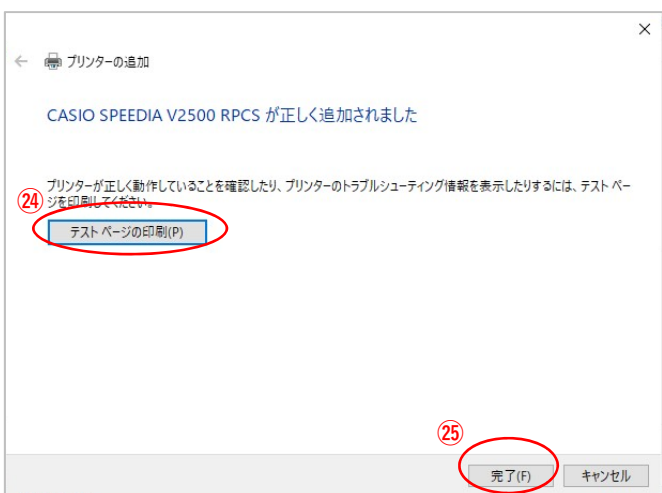 プリンターの追加
CASIO SPEEDIA V2500 RPCS が正しく追加されました
プリンターが正しく動作していることを確認したり、プリンターのトラブルシューティング情報を表示したりするには、テスト ペー
㉔
ジを印刷してください。
テスト ページの印刷(P)
㉕
完了(F)
キャンセル